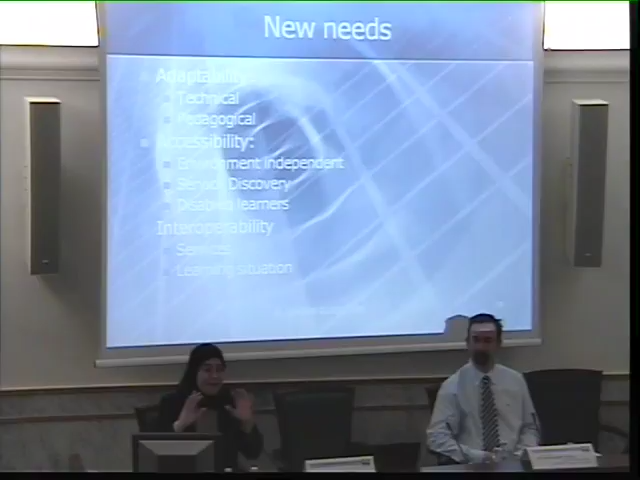 New needs
Adaptability:
Technical
Pedagogical
Accessibility:
Environment independent
Service Discovery
Disabled learners
Interoperability
Services
Learning situation